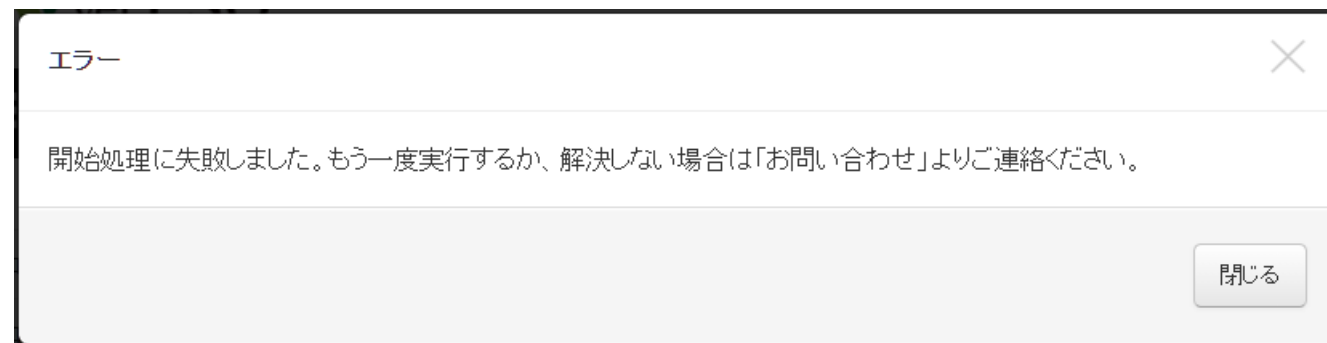 エラー
開始処理に失敗しました。もう一度実行するか、解決しない場合は「お問い合わせ」よりご連絡ください。
閉じる